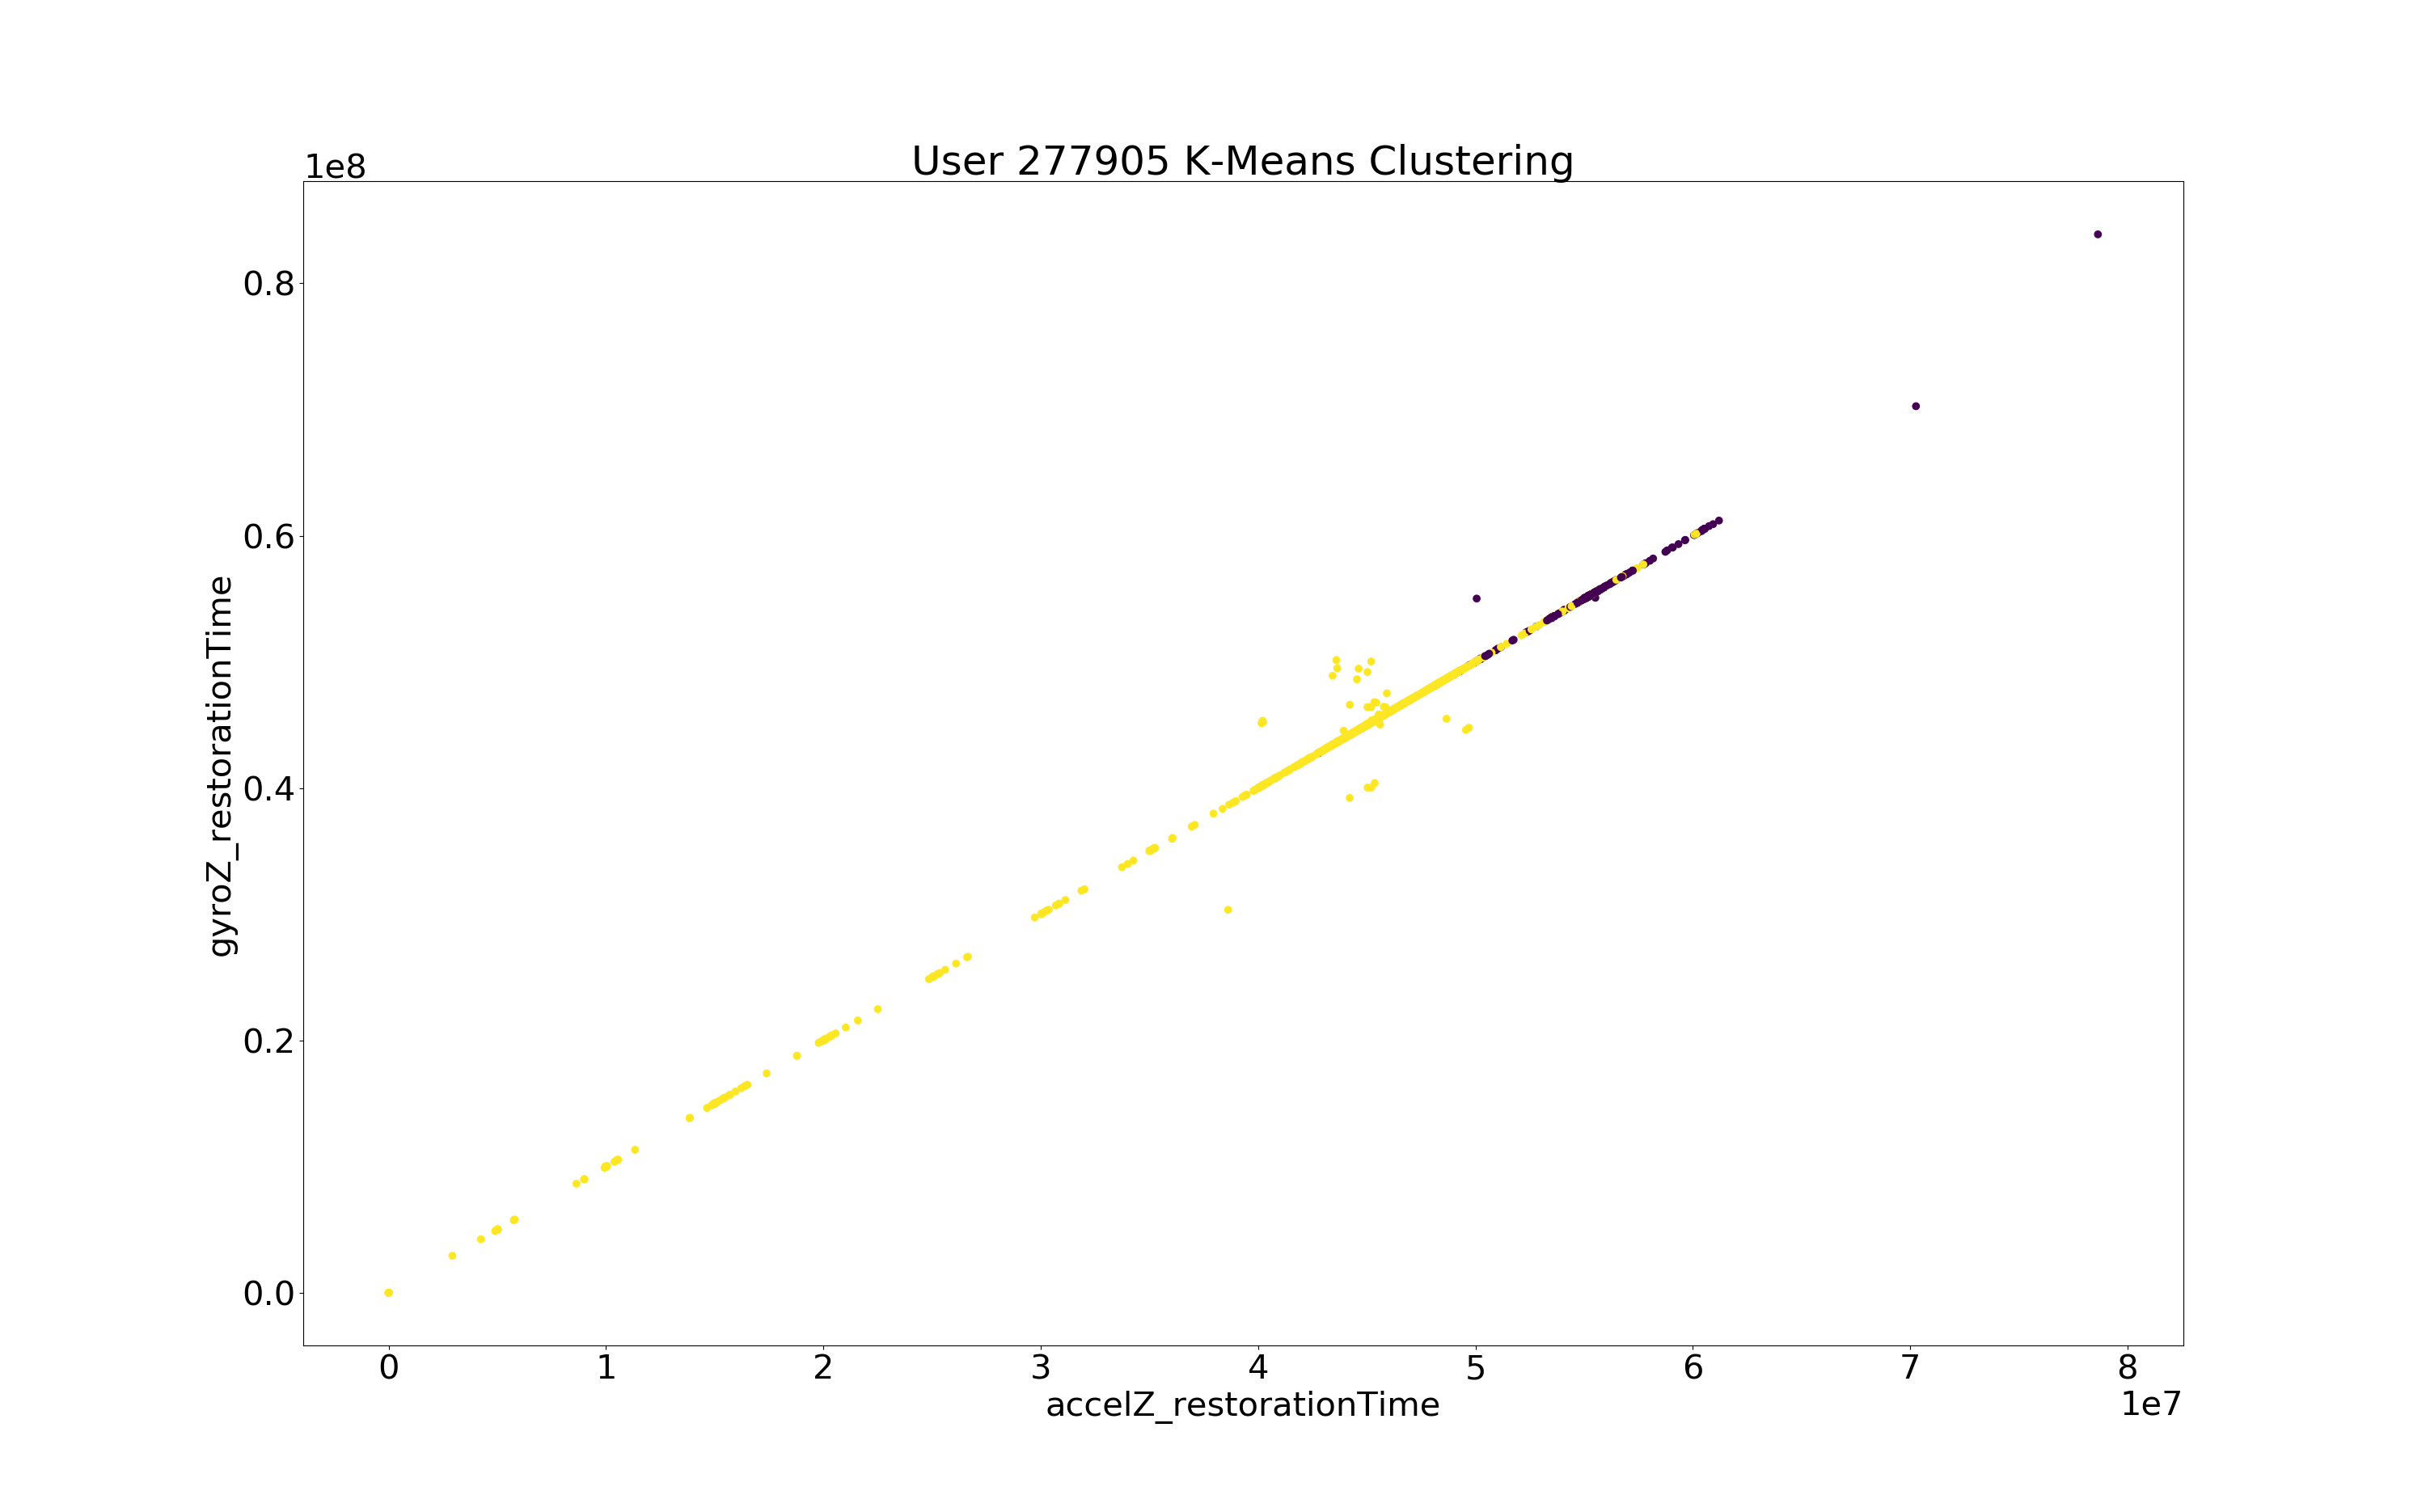 User 277905 K-Means Clustering
1e8
0.8
0.6
0.4
0.2
0.0
gyroZ_restorationTime
0 1 2 3 4 5 6 7 8
accelZ_restorationTime
1e7